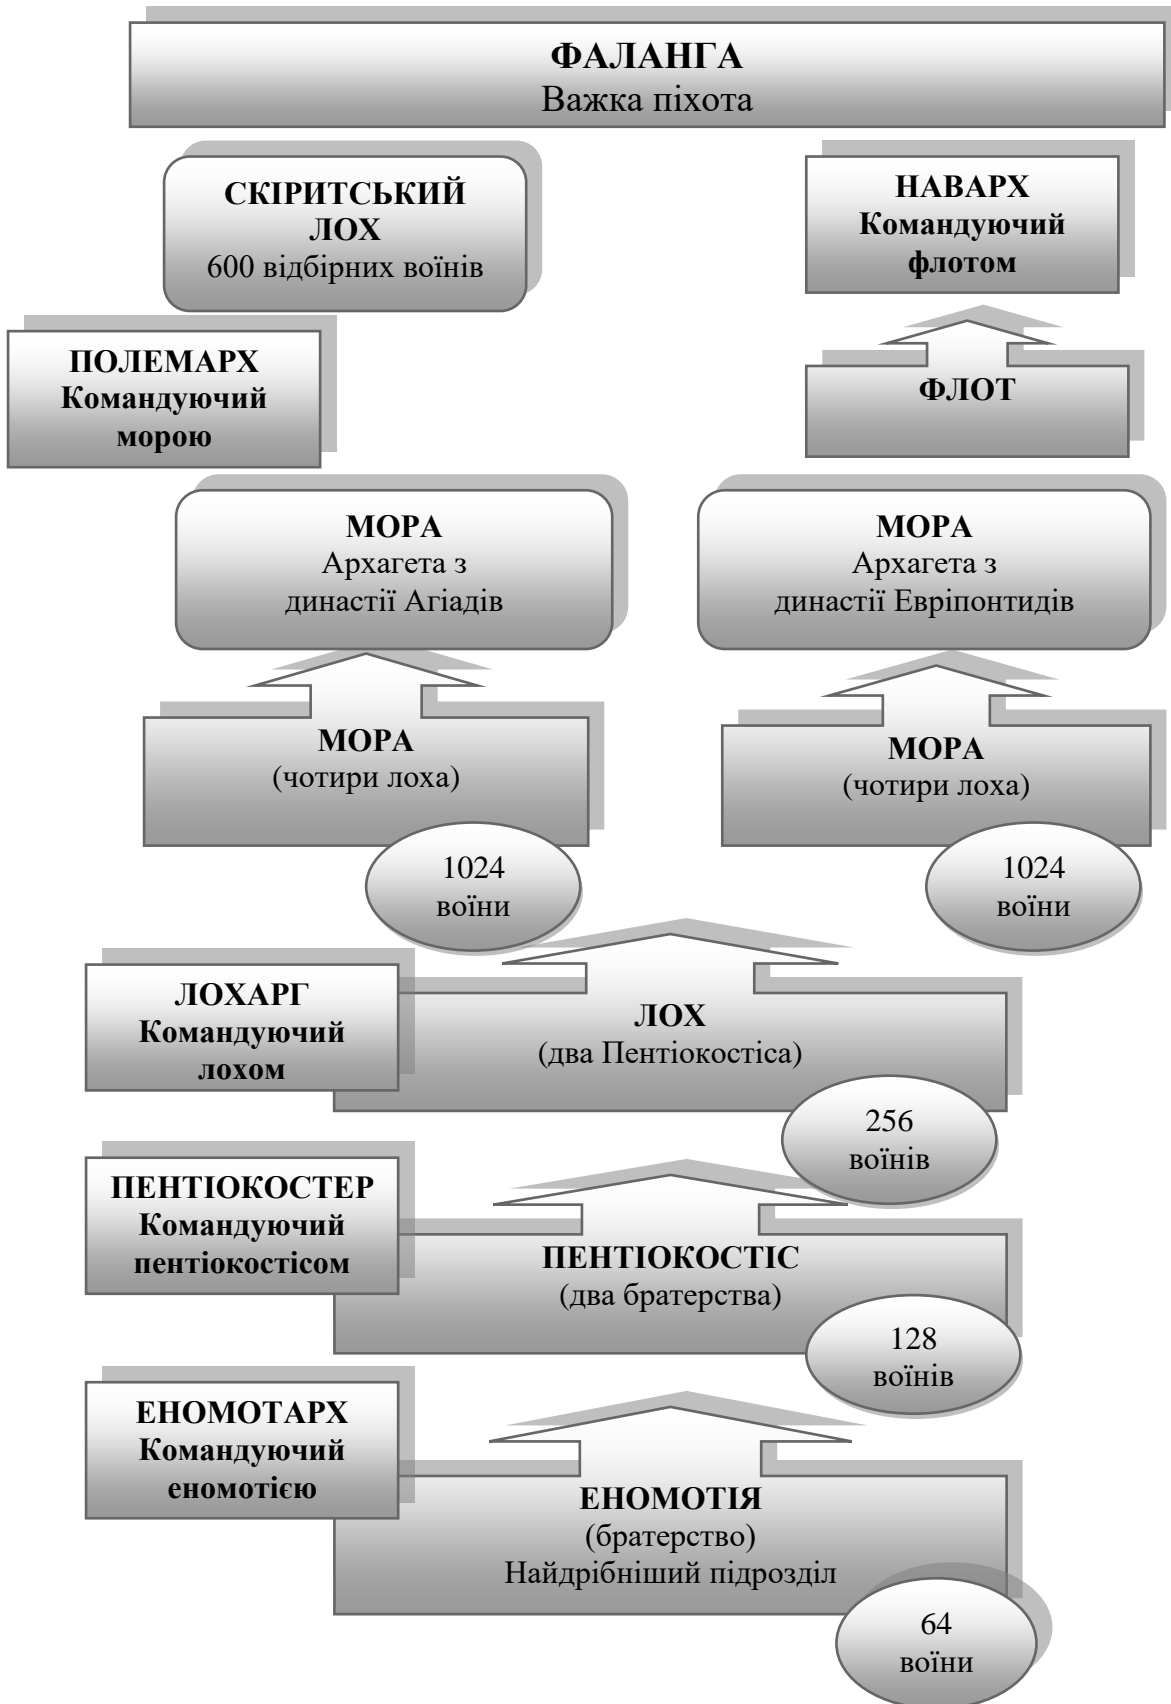 ФАЛАНГА
Важка піхота
СКІРИТСЬКИЙ
ЛОХ
600 відбірних воїнів
НАВАРХ
Командуючий
флотом
ПОЛЕМАРХ
Командуючий
морою
ФЛОТ
МОРА
Архагета з
династії Агіадів
МОРА
Архагета з
династії Евріпонтидів
МОРА
(чотири лоха)
МОРА
(чотири лоха)
1024
воїни
1024
воїни
ЛОХАРГ
Командуючий
лохом
ЛОХ
(два Пентіокостіса)
256
воїнів
ПЕНТІОКОСТЕР
Командуючий
пентіокостісом
ПЕНТІОКОСТІС
(два братерства)
128
воїнів
ЕНОМОТАРХ
Командуючий
еномотією
ЕНОМОТІЯ
(братерство)
Найдрібніший підрозділ
64
воїни